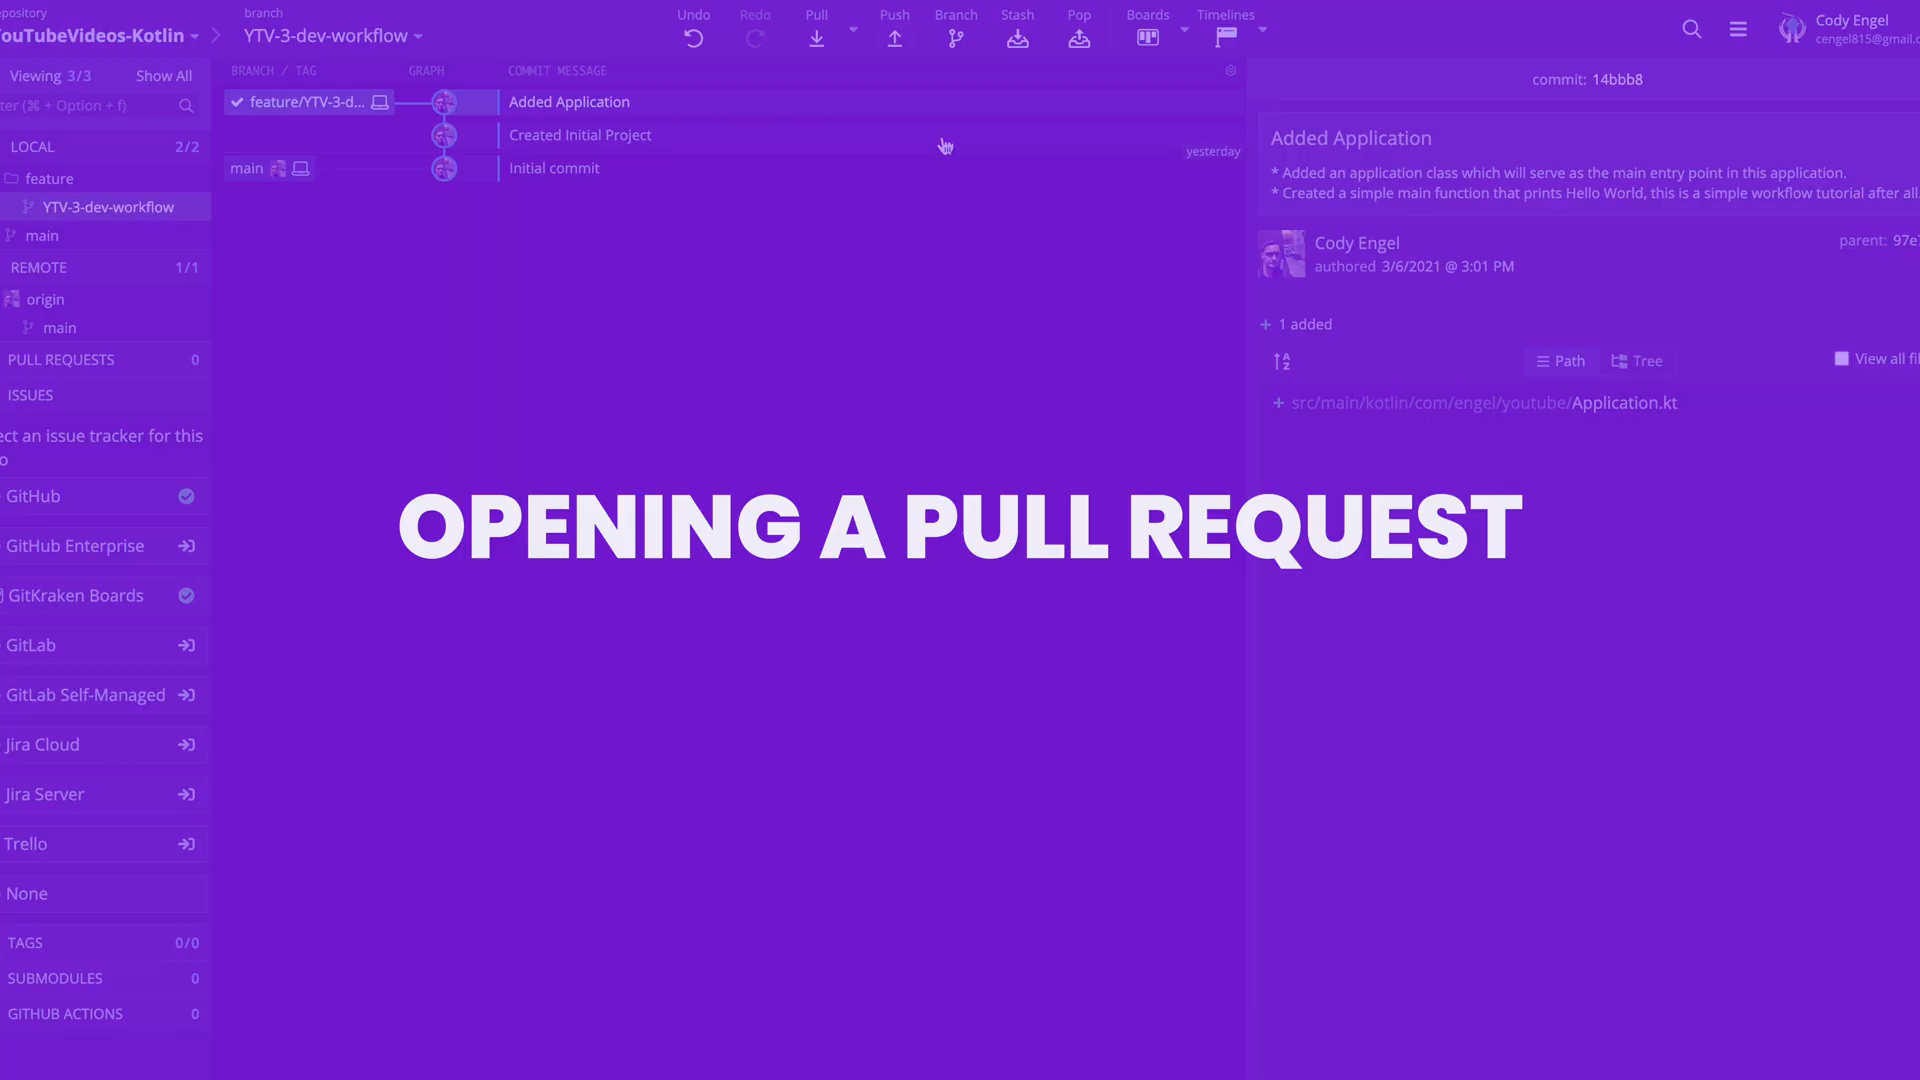 epository
ouTubeVideos-Kotlin
branch
YTV-3-dev-workflow
Undo
Redo
Pull
Push
Branch
Stash
Pop
Boards
Timelines
Cody Engel
cengel815@gmail.c
Viewing 3/3
Show All
ter (⌘ + Option + f)
LOCAL 2/2
feature
YTV-3-dev-workflow
main
REMOTE 1/1
origin
main
PULL REQUESTS 0
ISSUES
ect an issue tracker for this
o
GitHub
GitHub Enterprise
GitKraken Boards
GitLab
GitLab Self-Managed
Jira Cloud
Jira Server
Trello
None
TAGS 0/0
SUBMODULES 0
GITHUB ACTIONS 0
BRANCH / TAG
GRAPH
COMMIT MESSAGE
feature/YTV-3-d...
Added Application
Created Initial Project
yesterday
main
Initial commit
OPENING A PULL REQUEST
commit: 14bbb8
Added Application
* Added an application class which will serve as the main entry point in this application.
* Created a simple main function that prints Hello World, this is a simple workflow tutorial after all.
Cody Engel
authored 3/6/2021 @ 3:01 PM
parent: 97e
+ 1 added
Path
Tree
View all fil
+ src/main/kotlin/com/engel/youtube/Application.kt